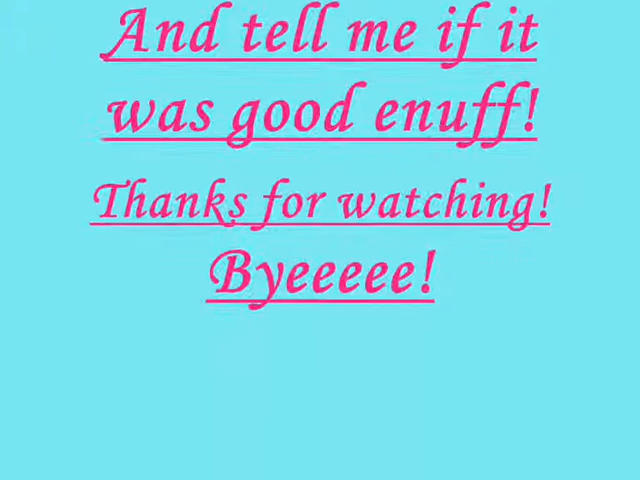 And tell me if it
was good enuff!
Thanks for watching!
Byeeeee!